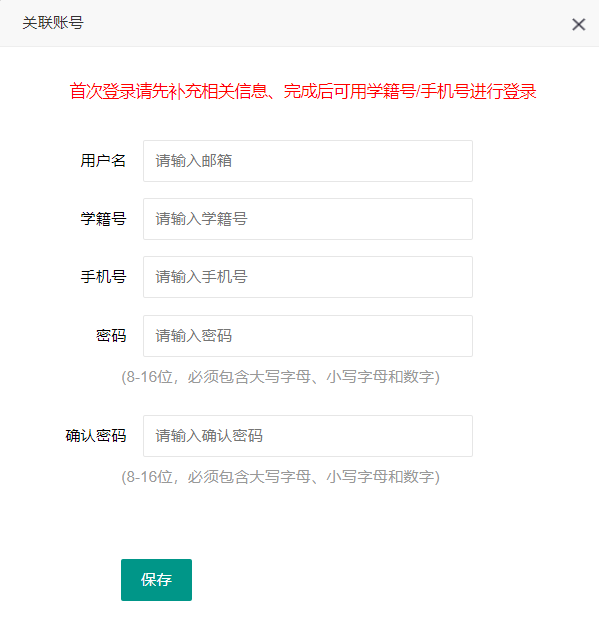 关联账号
首次登录请先补充相关信息、完成后可用学籍号/手机号进行登录
用户名 请输入邮箱
学籍号 请输入学籍号
手机号 请输入手机号
密码 请输入密码
(8-16位，必须包含大写字母、小写字母和数字)
确认密码 请输入确认密码
(8-16位，必须包含大写字母、小写字母和数字)
保存